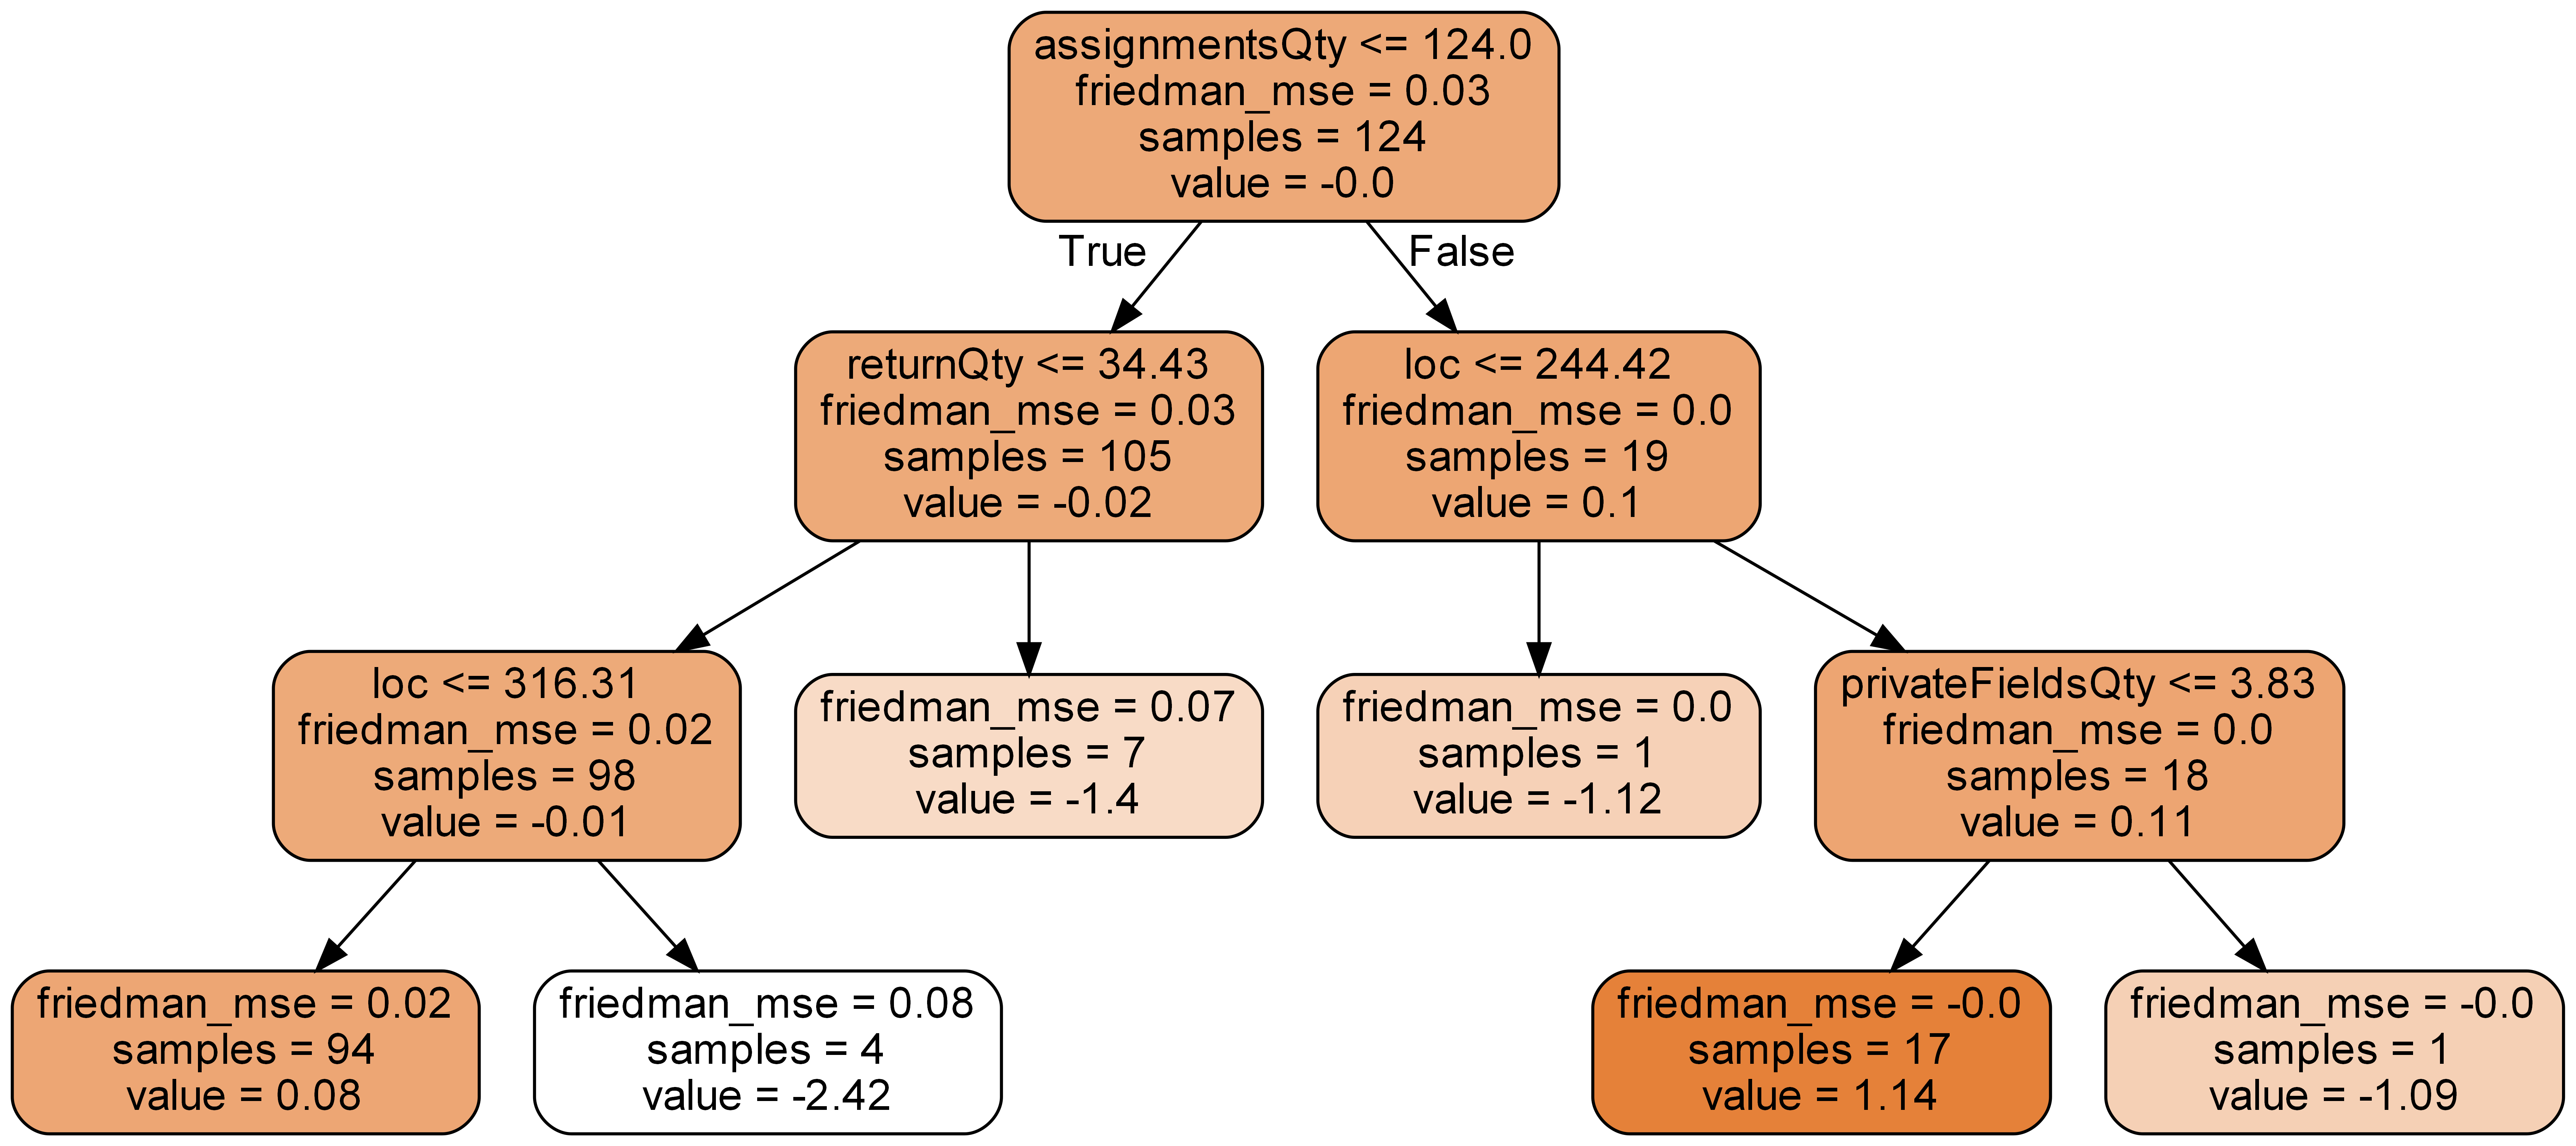 assignmentsQty <= 124.0
friedman_mse = 0.03
samples = 124
value = -0.0
True
False
returnQty <= 34.43
friedman_mse = 0.03
samples = 105
value = -0.02
loc <= 244.42
friedman_mse = 0.0
samples = 19
value = 0.1
loc <= 316.31
friedman_mse = 0.02
samples = 98
value = -0.01
friedman_mse = 0.07
samples = 7
value = -1.4
friedman_mse = 0.0
samples = 1
value = -1.12
privateFieldsQty <= 3.83
friedman_mse = 0.0
samples = 18
value = 0.11
friedman_mse = 0.02
samples = 94
value = 0.08
friedman_mse = 0.08
samples = 4
value = -2.42
friedman_mse = -0.0
samples = 17
value = 1.14
friedman_mse = -0.0
samples = 1
value = -1.09